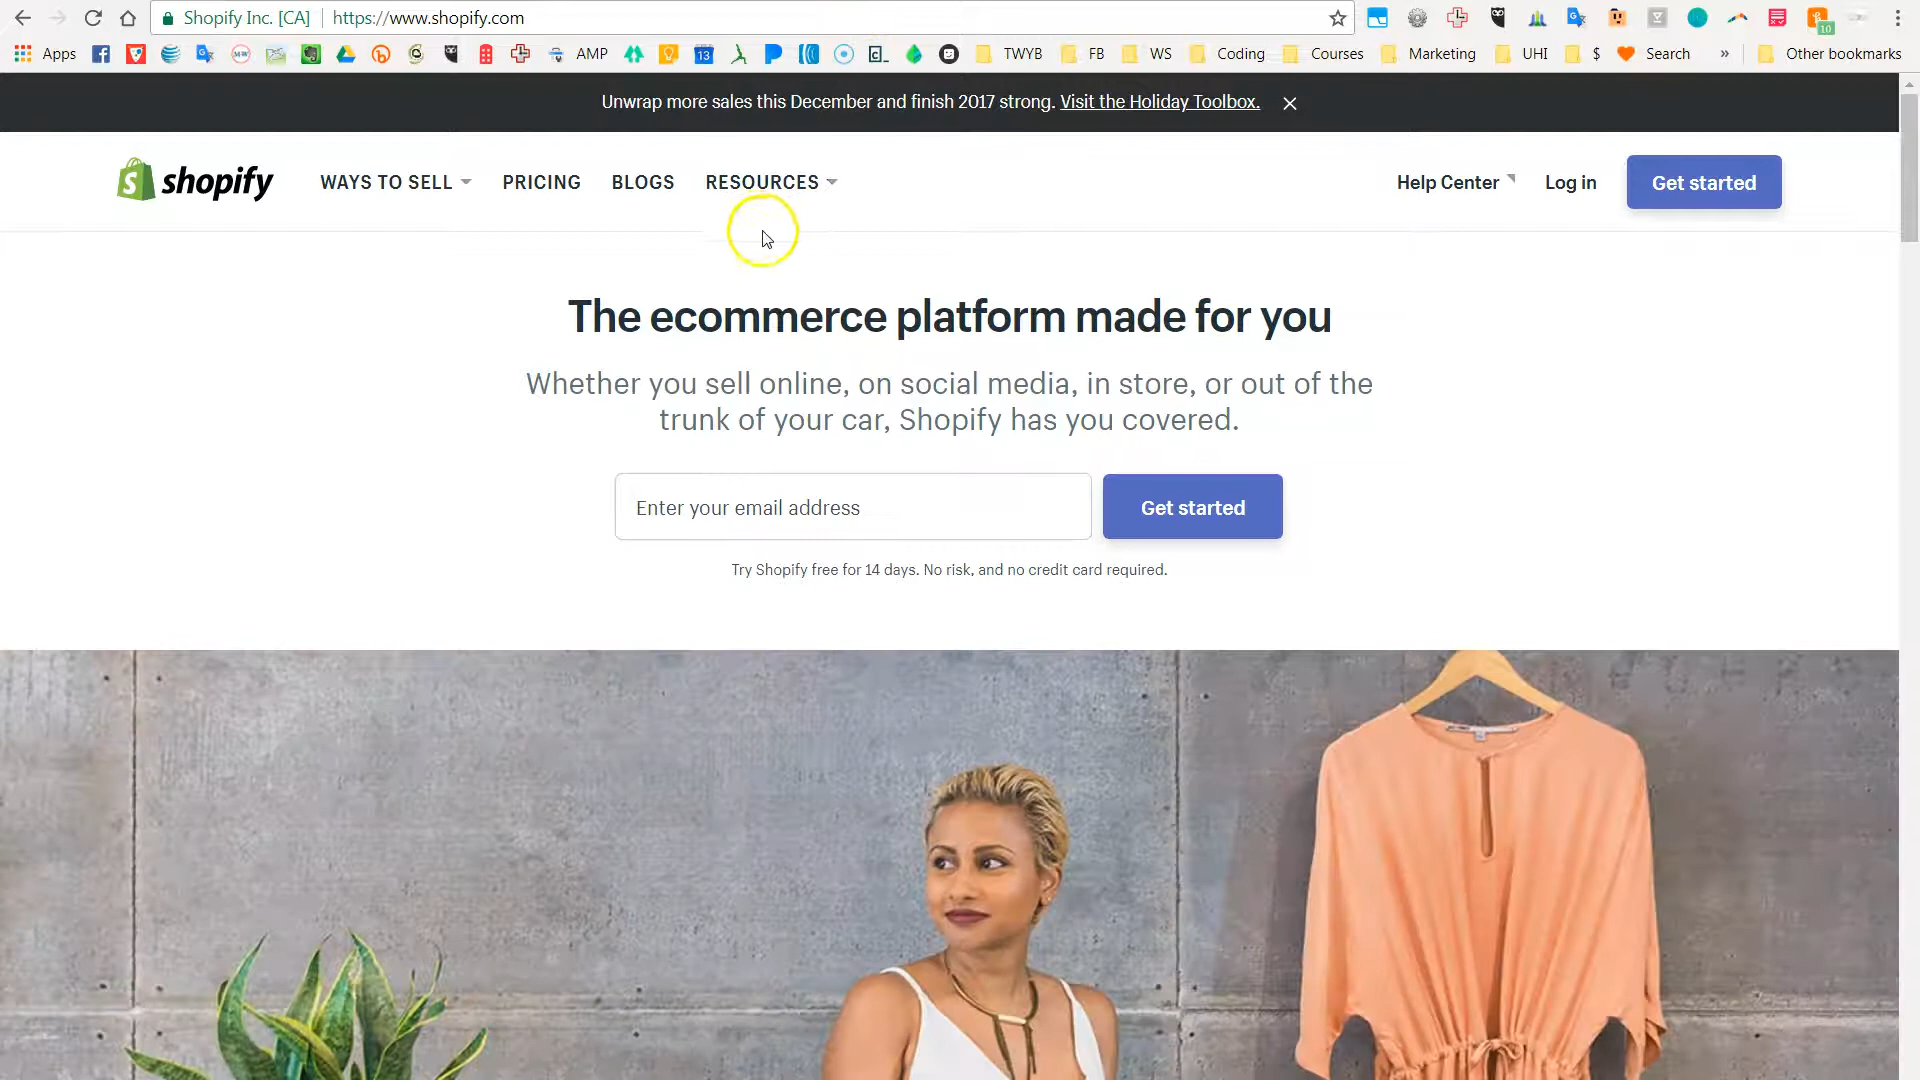 Shopify Inc. [CA] https://www.shopify.com
10
Apps AMP 13 TWYB FB WS Coding Courses Marketing UHI $ Search » Other bookmarks
Unwrap more sales this December and finish 2017 strong. Visit the Holiday Toolbox.
shopify WAYS TO SELL PRICING BLOGS RESOURCES Help Center Log in Get started
The ecommerce platform made for you
Whether you sell online, on social media, in store, or out of the
trunk of your car, Shopify has you covered.
Enter your email address Get started
Try Shopify free for 14 days. No risk, and no credit card required.